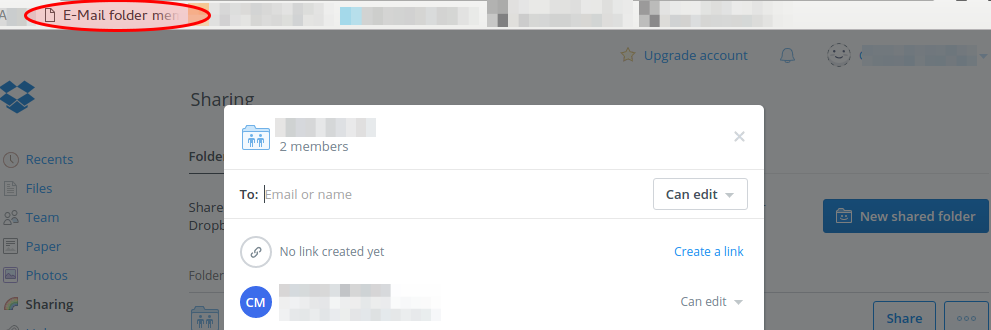 A
E-Mail folder mem
Upgrade account
Sharing
2 members
Recents
Folder
Files
To: Email or name
Can edit
Share
Dropb
New shared folder
Team
Paper
No link created yet
Create a link
Photos
Folder
Sharing
CM
Can edit
Share